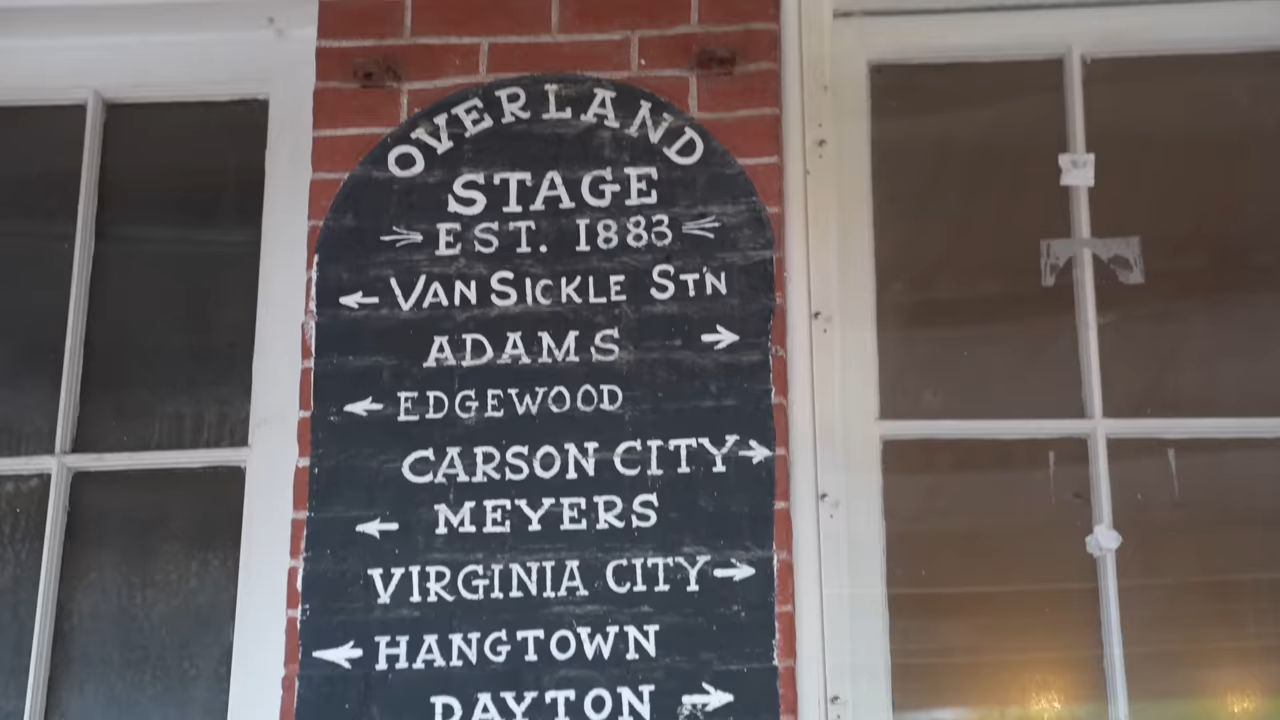 OVERLAND
STAGE
EST. 1883
← VAN SICKLE STN
ADAMS →
← EDGEWOOD
CARSON CITY →
← MEYERS
VIRGINIA CITY →
← HANGTOWN
DAYTON →